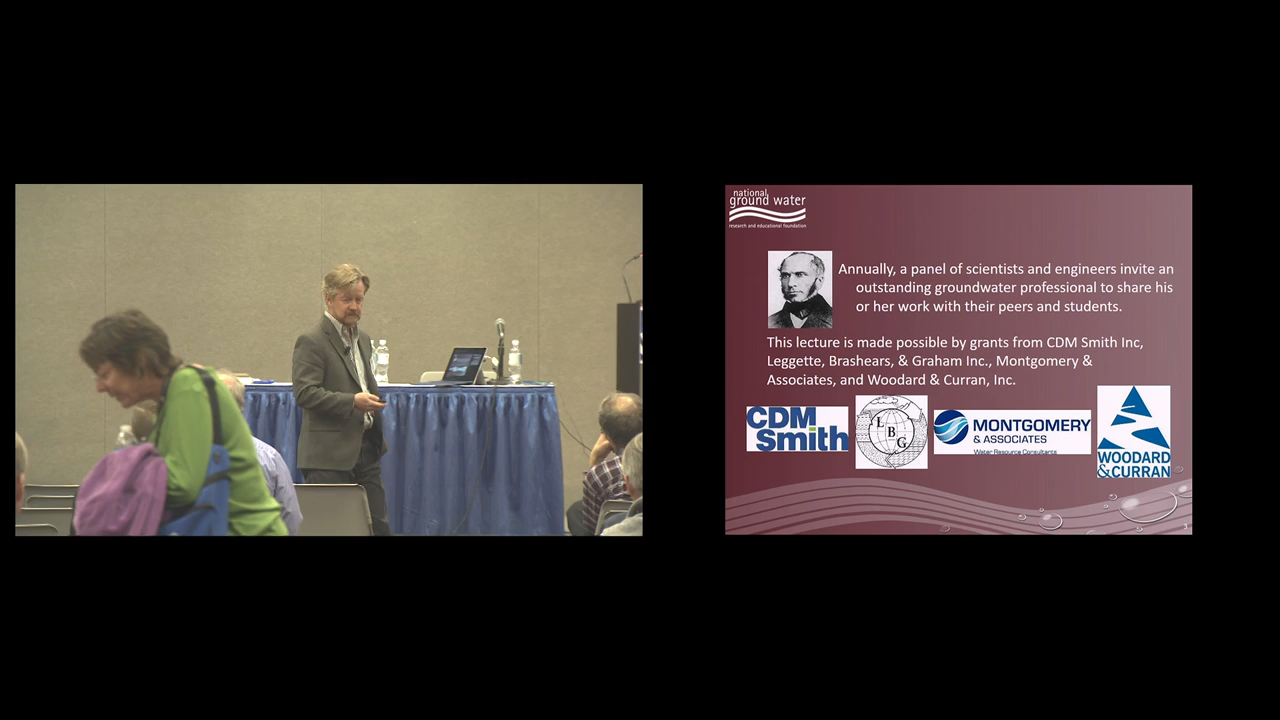 national
ground water
research and educational foundation
Annually, a panel of scientists and engineers invite an
outstanding groundwater professional to share his
or her work with their peers and students.
This lecture is made possible by grants from CDM Smith Inc,
Leggette, Brashears, & Graham Inc., Montgomery &
Associates, and Woodard & Curran, Inc.
CDM
Smith
L
B
G
MONTGOMERY
& ASSOCIATES
Water Resource Consultants
WOODARD
&CURRAN
3